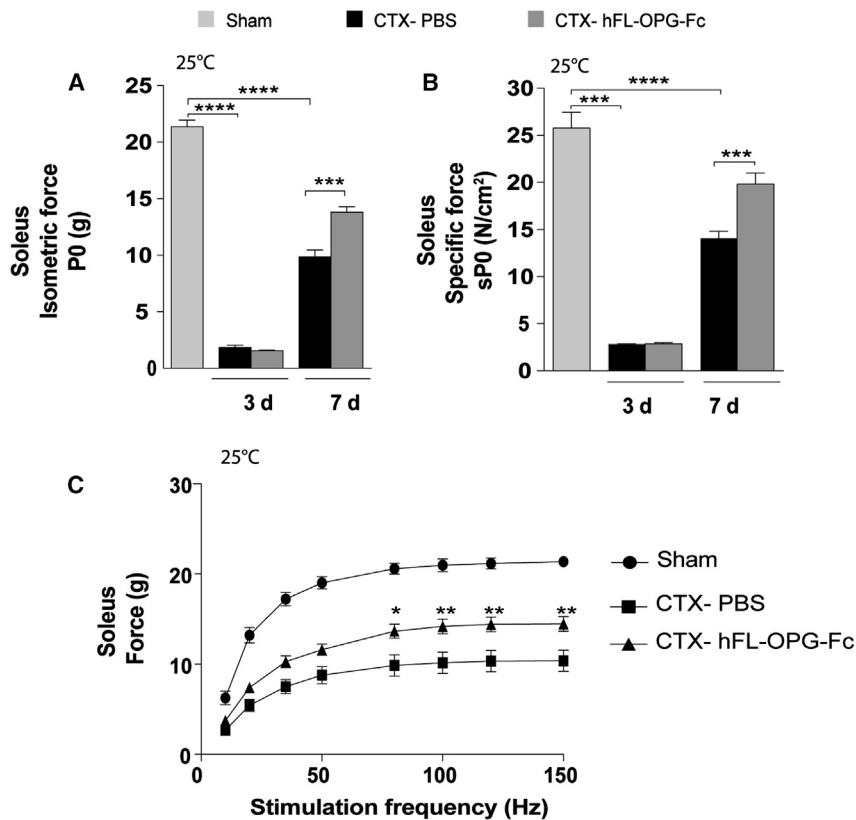 Sham CTX- PBS CTX- hFL-OPG-Fc
A
25°C
Soleus
Isometric force
P0 (g)
25
20
15
10
5
0
****
****
***
3 d 7 d
B
25°C
Soleus
Specific force
sP0 (N/cm²)
30
25
20
15
10
5
0
***
****
***
3 d 7 d
C
25°C
Soleus
Force (g)
30
20
10
0
* ** ** **
0 50 100 150
Stimulation frequency (Hz)
Sham
CTX- PBS
CTX- hFL-OPG-Fc